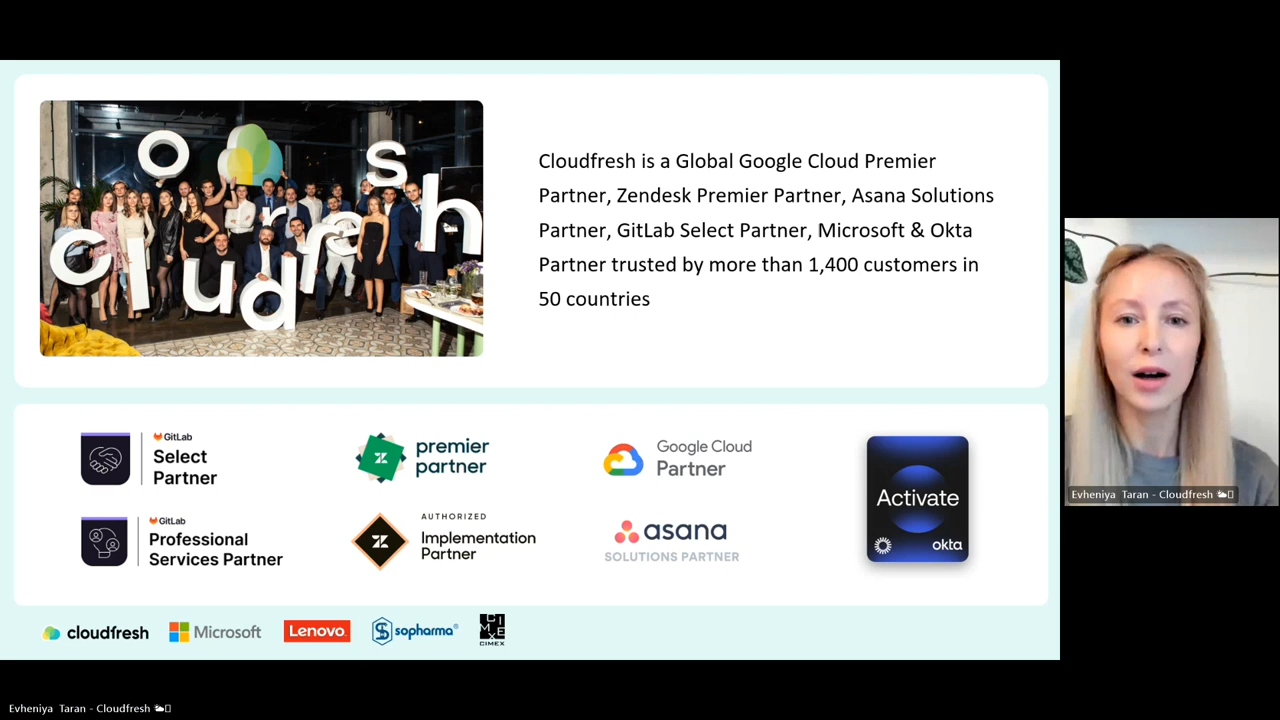 cloudfresh
Cloudfresh is a Global Google Cloud Premier
Partner, Zendesk Premier Partner, Asana Solutions
Partner, GitLab Select Partner, Microsoft & Okta
Partner trusted by more than 1,400 customers in
50 countries
GitLab
Select
Partner
premier
partner
Google Cloud
Partner
Activate
okta
GitLab
Professional
Services Partner
AUTHORIZED
Implementation
Partner
asana
SOLUTIONS PARTNER
cloudfresh
Microsoft
Lenovo
sopharma
CIMEX
CIMEX
Evheniya Taran - Cloudfresh
Evheniya Taran - Cloudfresh